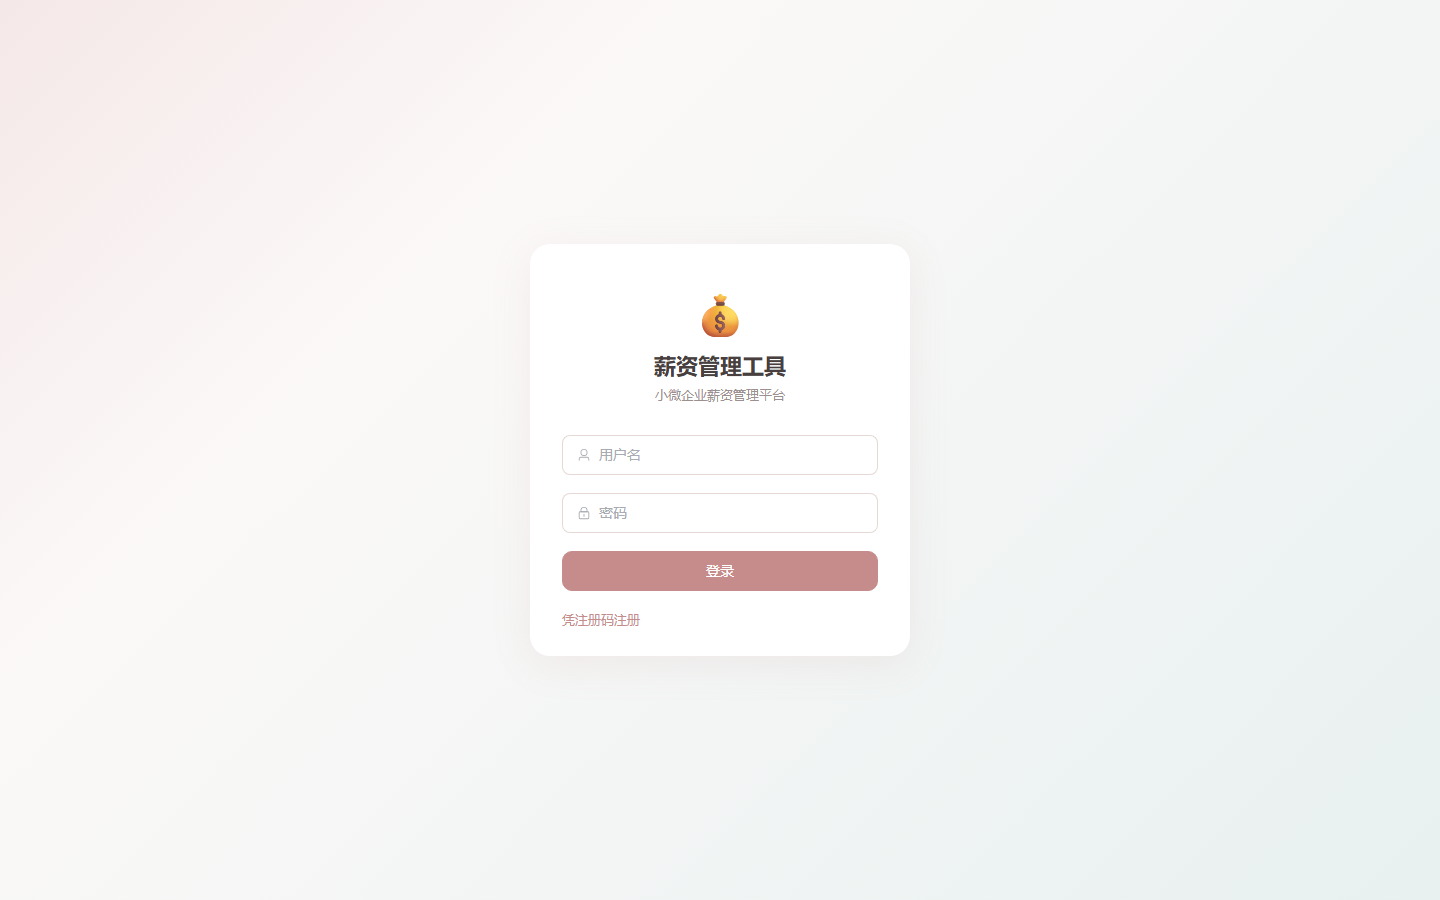 薪资管理工具
小微企业薪资管理平台
用户名
密码
登录
凭注册码注册